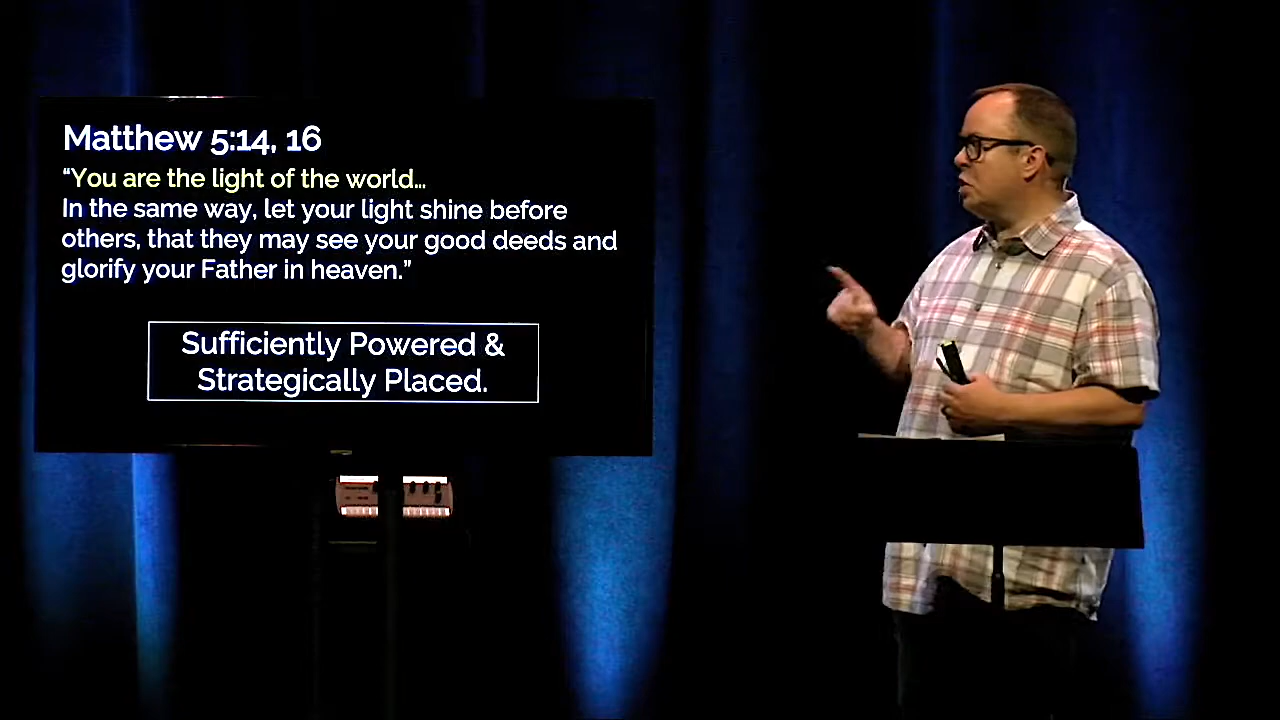 Matthew 5:14, 16
“You are the light of the world…
In the same way, let your light shine before
others, that they may see your good deeds and
glorify your Father in heaven.”
Sufficiently Powered &
Strategically Placed.